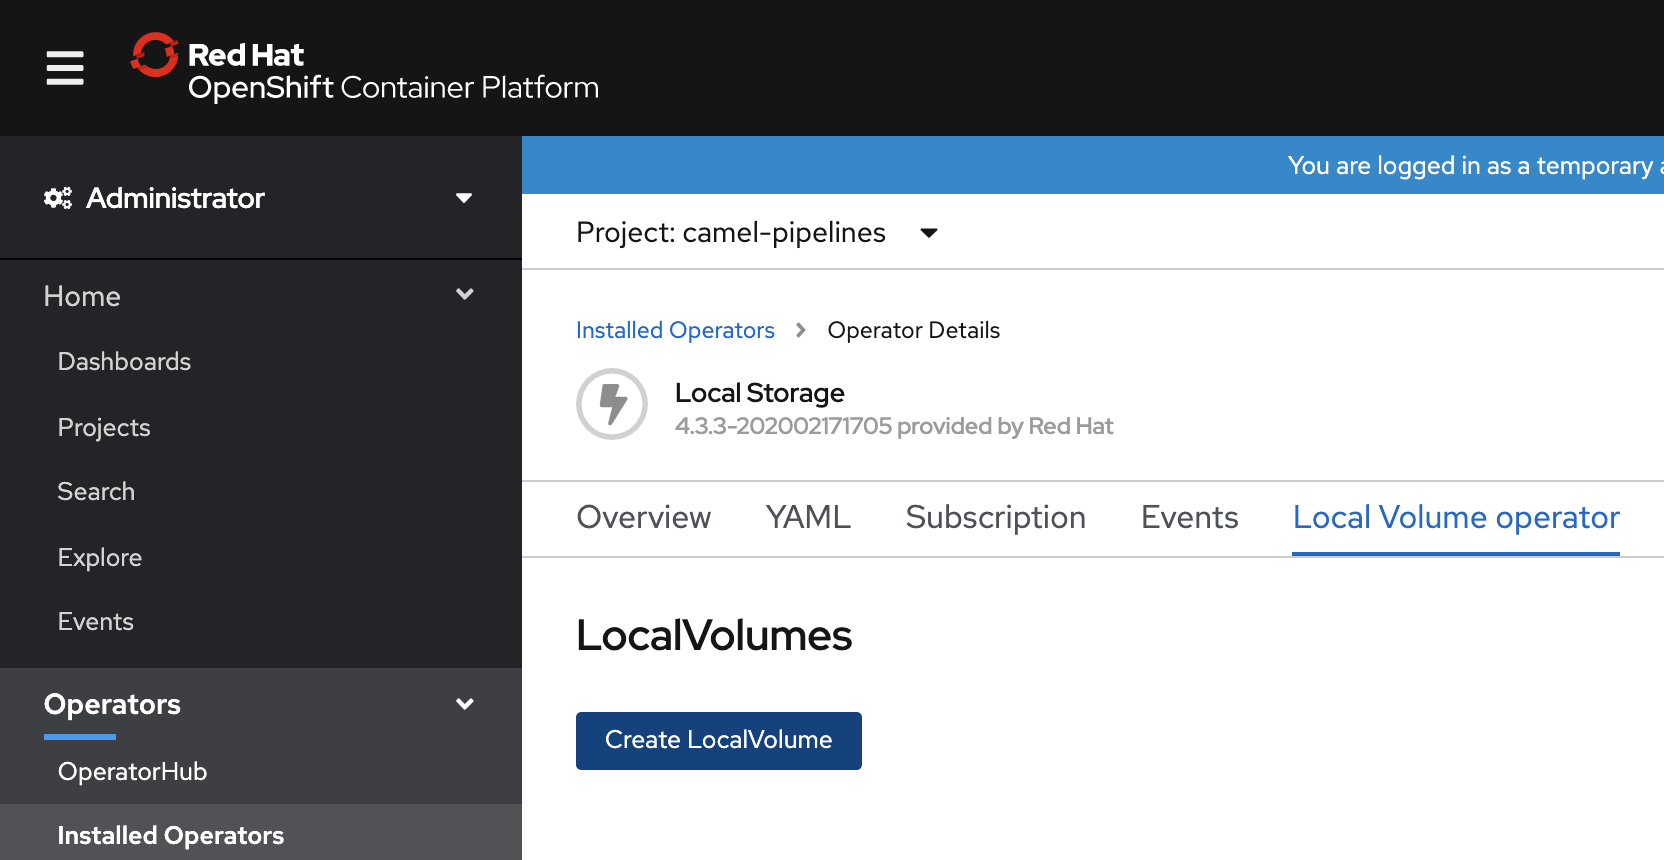 Red Hat
OpenShift Container Platform
Administrator
Home
Dashboards
Projects
Search
Explore
Events
Operators
OperatorHub
Installed Operators
You are logged in as a temporary
Project: camel-pipelines
Installed Operators > Operator Details
Local Storage
4.3.3-202002171705 provided by Red Hat
Overview YAML Subscription Events Local Volume operator
LocalVolumes
Create LocalVolume